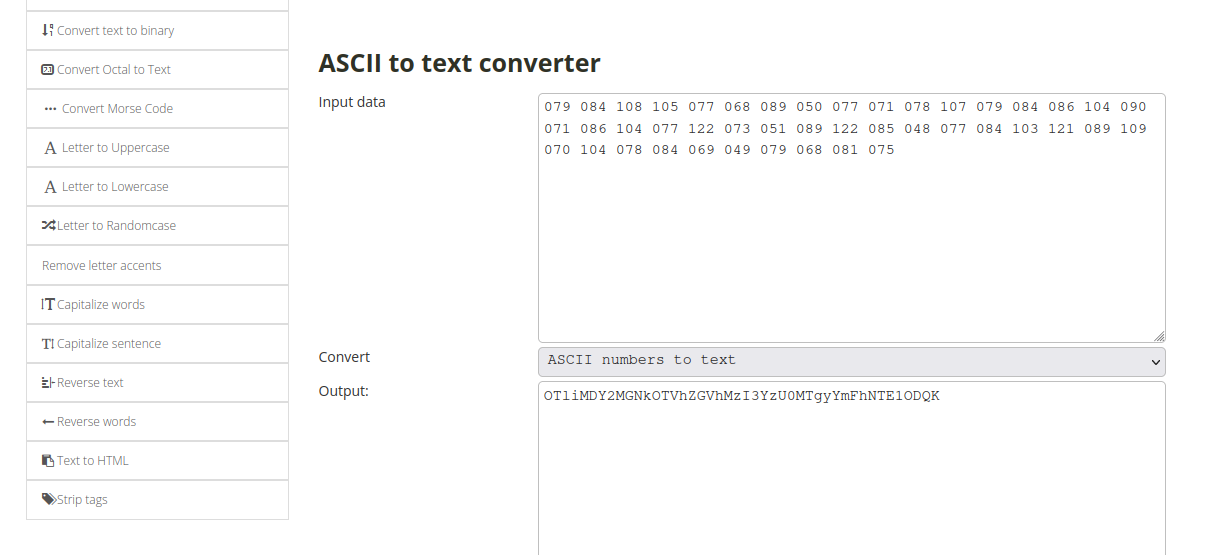 Convert text to binary
Convert Octal to Text
Convert Morse Code
Letter to Uppercase
Letter to Lowercase
Letter to Randomcase
Remove letter accents
Capitalize words
Capitalize sentence
Reverse text
Reverse words
Text to HTML
Strip tags
ASCII to text converter
Input data
079 084 108 105 077 068 089 050 077 071 078 107 079 084 086 104 090
071 086 104 077 122 073 051 089 122 085 048 077 084 103 121 089 109
070 104 078 084 069 049 079 068 081 075
Convert
ASCII numbers to text
Output:
OTliMDY2MGNkOTVhZGVhMzI3YzU0MTgyYmFhNTE1ODQK